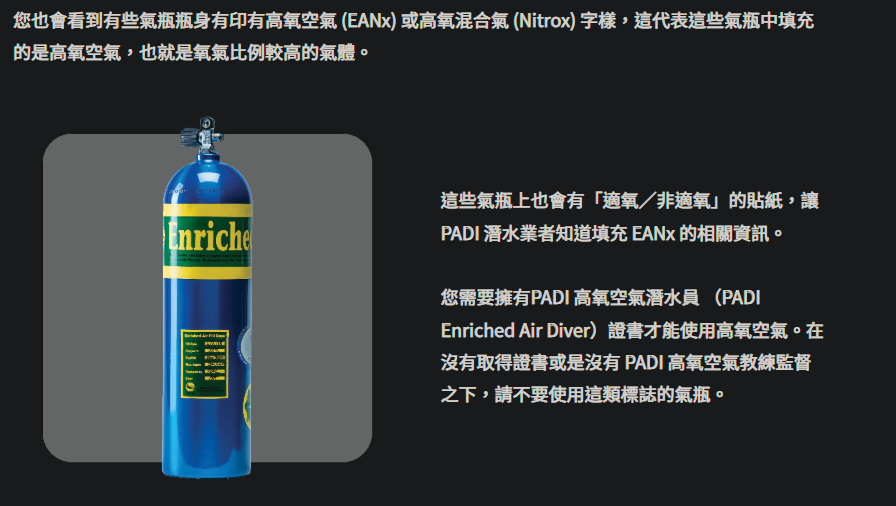 您也會看到有些氣瓶瓶身有印有高氧空氣 (EANx) 或高氧混合氣 (Nitrox) 字樣，這代表這些氣瓶中填充
的是高氧空氣，也就是氧氣比例較高的氣體。
Enriche
這些氣瓶上也會有「適氧／非適氧」的貼紙，讓
PADI 潛水業者知道填充 EANx 的相關資訊。
您需要擁有PADI 高氧空氣潛水員 （PADI
Enriched Air Diver）證書才能使用高氧空氣。在
沒有取得證書或是沒有 PADI 高氧空氣教練監督
之下，請不要使用這類標誌的氣瓶。